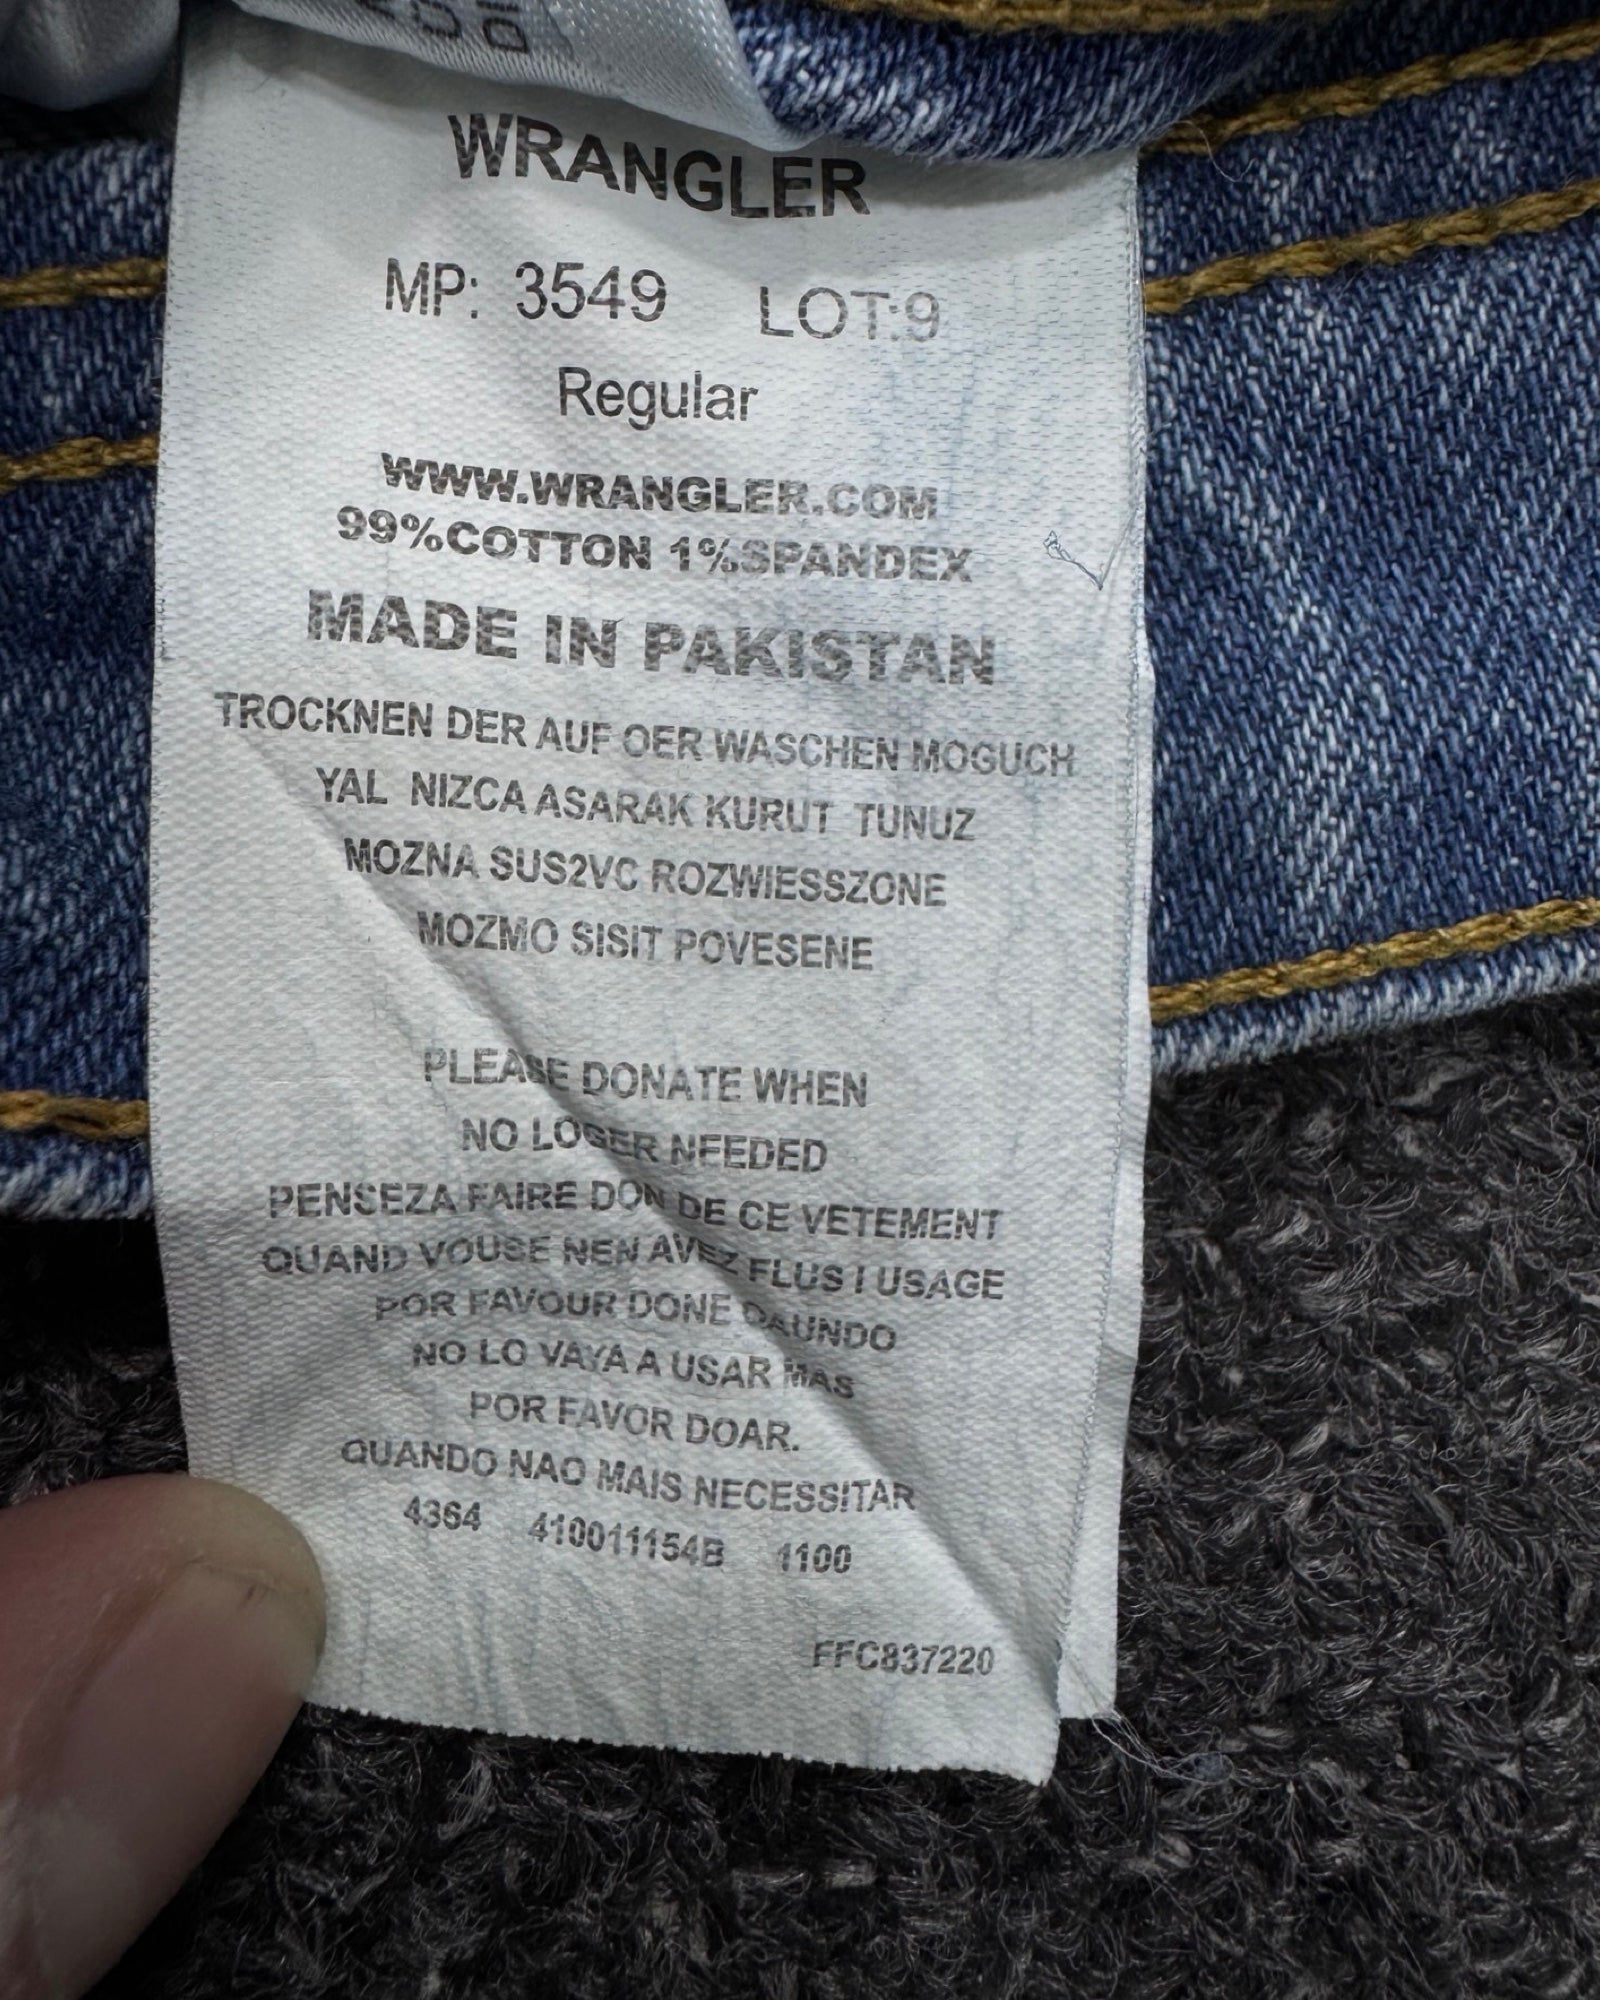 WRANGLER
MP: 3549 LOT:9
Regular
WWW.WRANGLER.COM
99%COTTON 1%SPANDEX
MADE IN PAKISTAN
TROCKNEN DER AUF OER WASCHEN MOGUCH
YAL NIZCA ASARAK KURUT TUNUZ
MOZNA SUS2VC ROZWIESSZONE
MOZMO SISIT POVESENE
PLEASE DONATE WHEN
NO LOGER NEEDED
PENSEZA FAIRE DON DE CE VETEMENT
QUAND VOUSE NEN AVEZ FLUS I USAGE
POR FAVOUR DONE CAUNDO
NO LO VAYA A USAR MAS
POR FAVOR DOAR.
QUANDO NAO MAIS NECESSITAR
4364 410011154B 1100
FFC837220